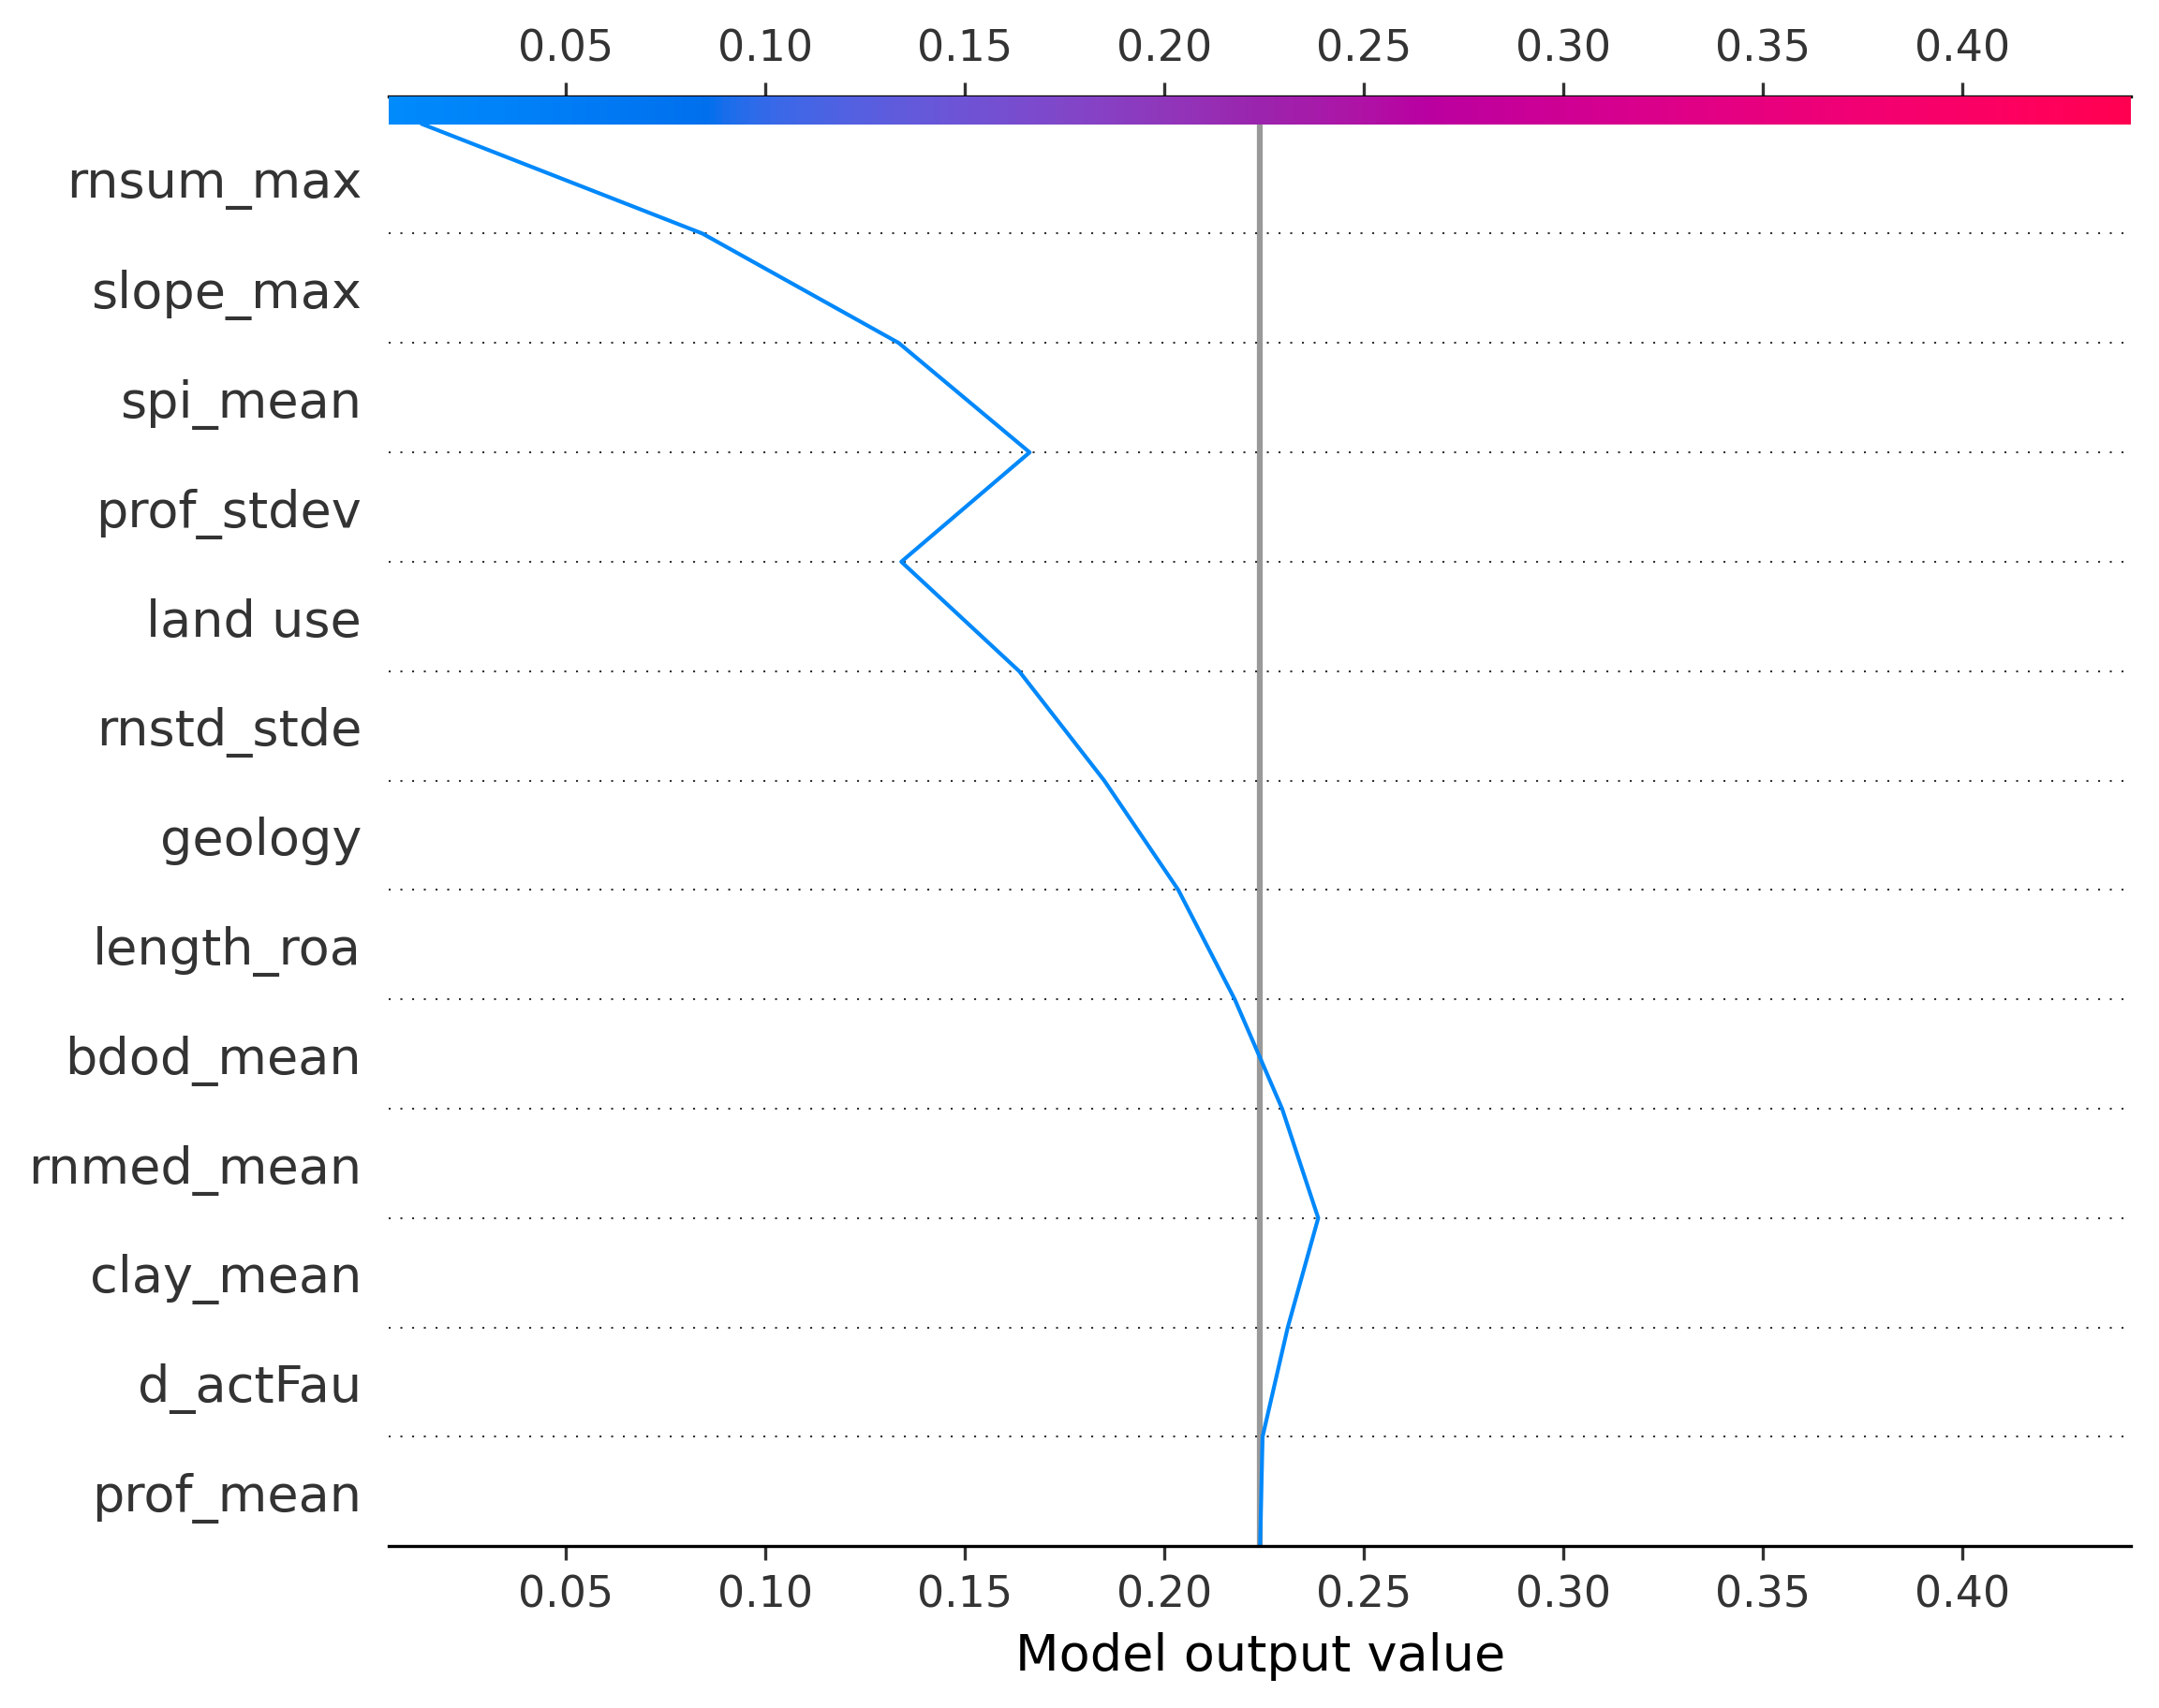 0.05 0.10 0.15 0.20 0.25 0.30 0.35 0.40
rnsum_max
slope_max
spi_mean
prof_stdev
land use
rnstd_stde
geology
length_roa
bdod_mean
rnmed_mean
clay_mean
d_actFau
prof_mean
0.05 0.10 0.15 0.20 0.25 0.30 0.35 0.40
Model output value